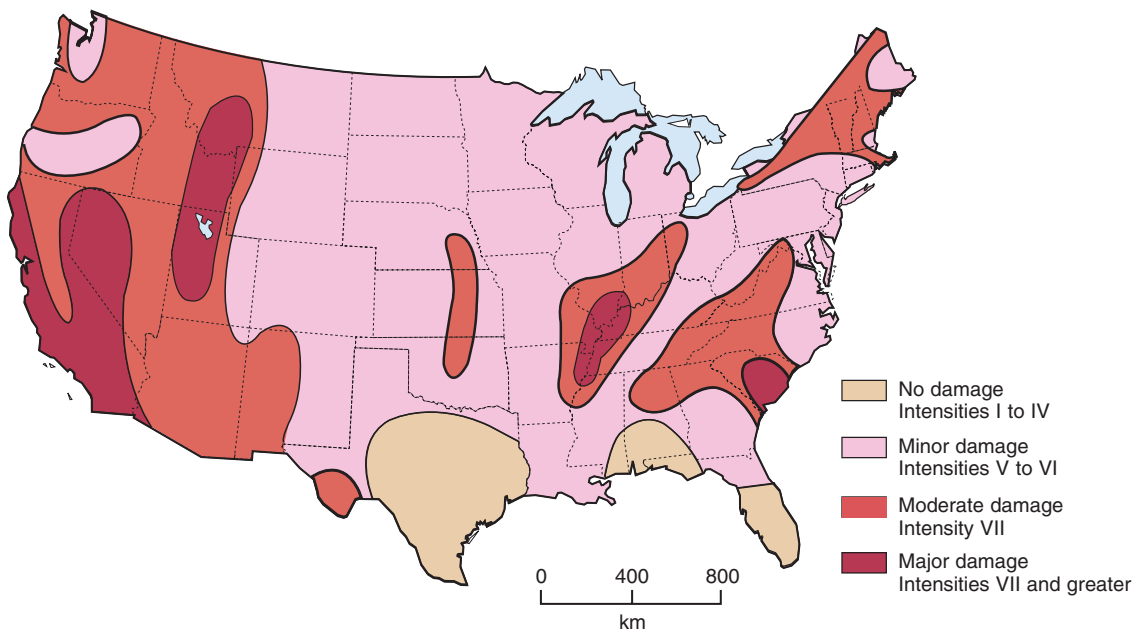 No damage
Intensities I to IV
Minor damage
Intensities V to VI
Moderate damage
Intensity VII
Major damage
Intensities VII and greater
0 400 800
km